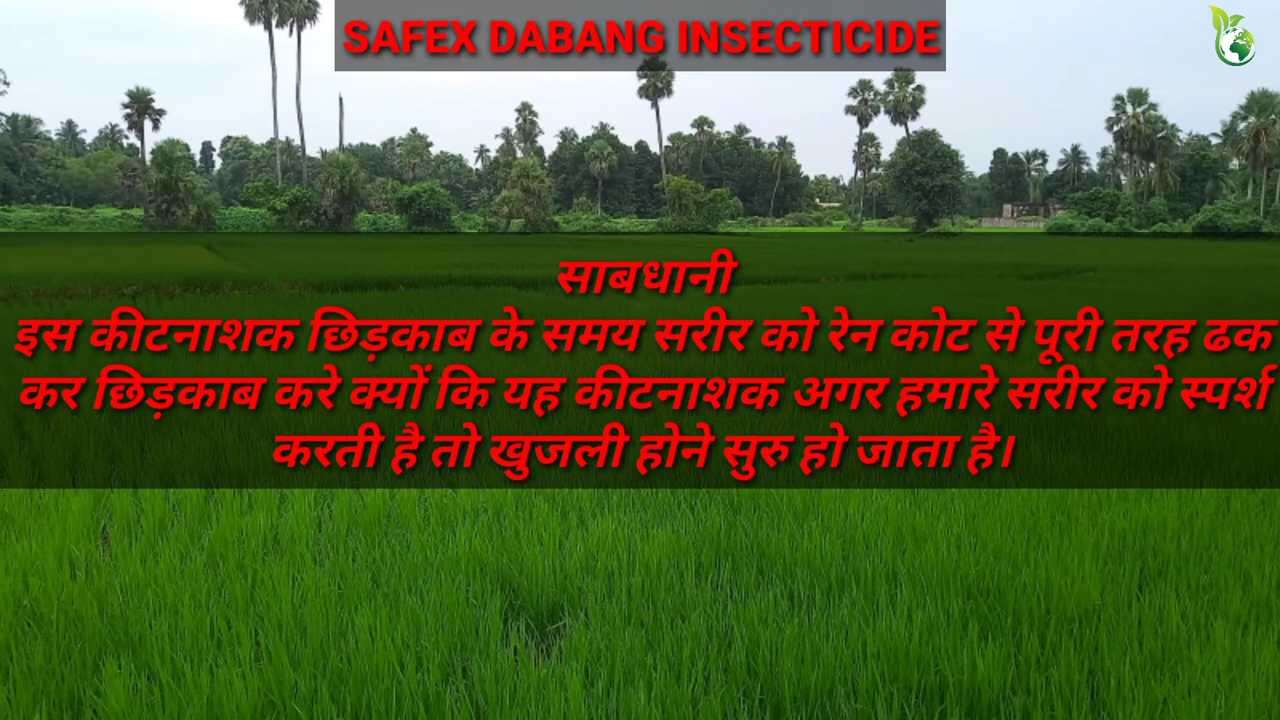 SAFEX DABANG INSECTICIDE
साबधानी
इस कीटनाशक छिड़काब के समय सरीर को रेन कोट से पूरी तरह ढक
कर छिड़काब करे क्यों कि यह कीटनाशक अगर हमारे सरीर को स्पर्श
करती है तो खुजली होने सुरु हो जाता है।